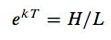 e^{kT} = H/L